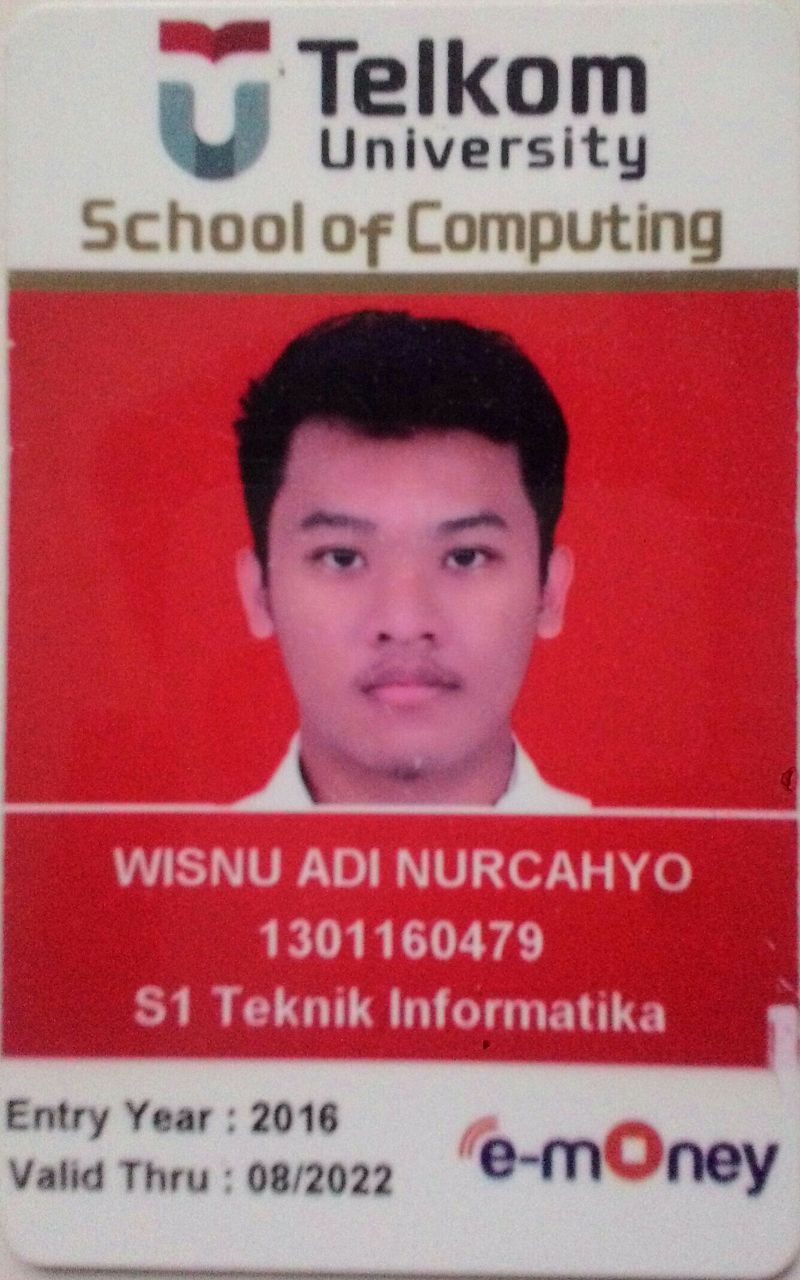 Telkom
University
School of Computing
WISNU ADI NURCAHYO
1301160479
S1 Teknik Informatika
Entry Year : 2016
Valid Thru : 08/2022
e-money